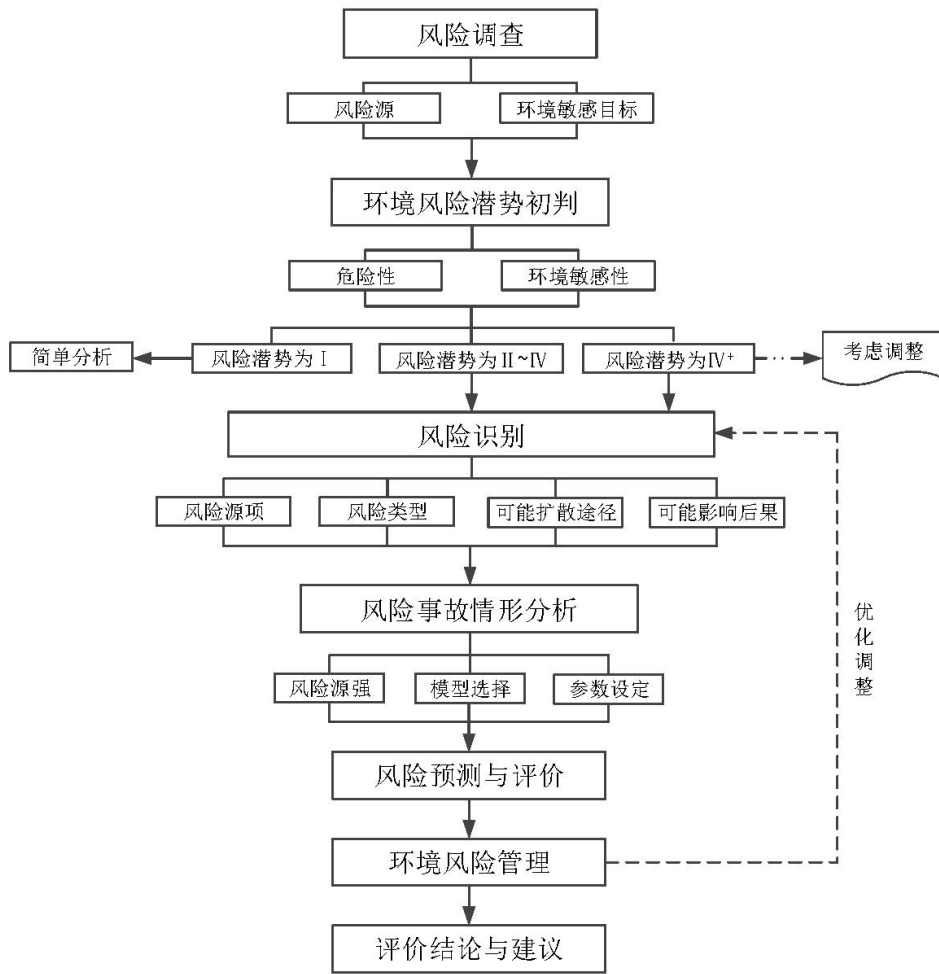 风险调查
风险源
环境敏感目标
环境风险潜势初判
危险性
环境敏感性
简单分析
风险潜势为Ⅰ
风险潜势为Ⅱ~Ⅳ
风险潜势为Ⅳ⁺
考虑调整
风险识别
风险源项
风险类型
可能扩散途径
可能影响后果
风险事故情形分析
优化调整
风险源强
模型选择
参数设定
风险预测与评价
环境风险管理
评价结论与建议